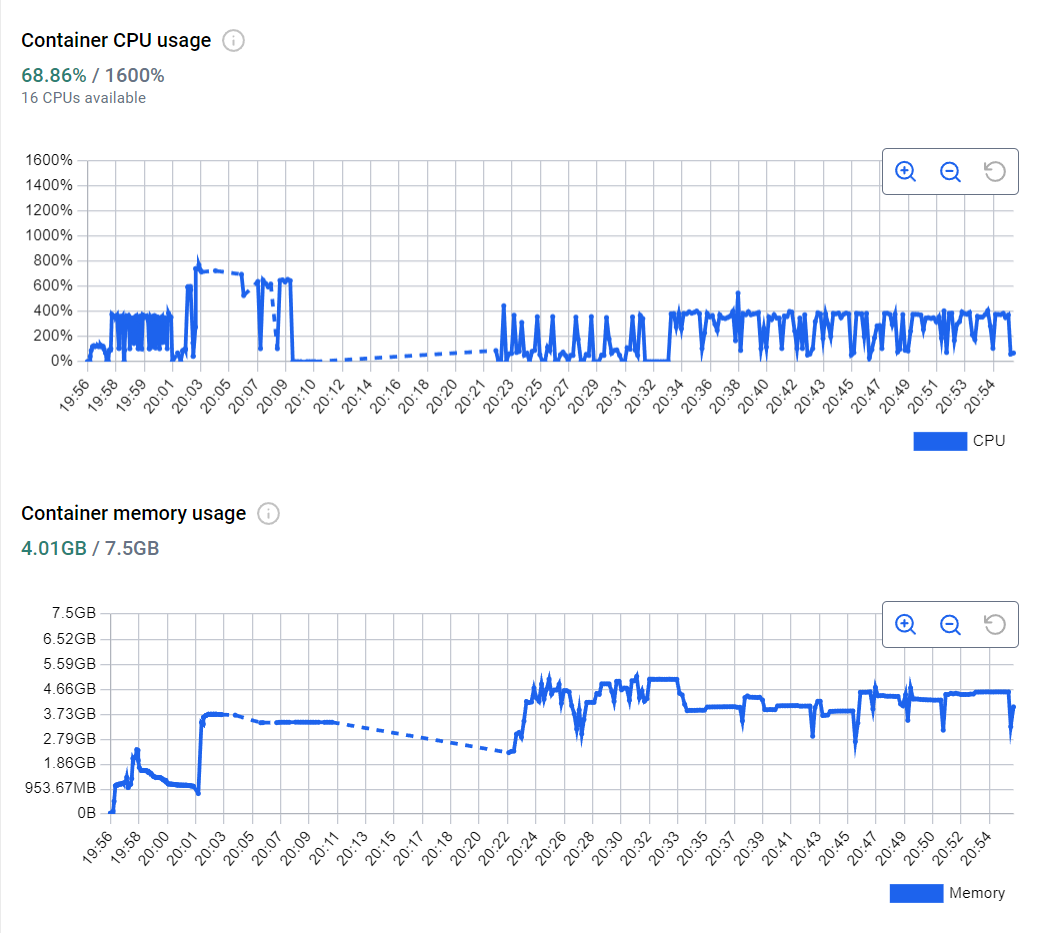 Container CPU usage
68.86% / 1600%
16 CPUs available
1600%
1400%
1200%
1000%
800%
600%
400%
200%
0%
19:56 19:58 19:59 20:01 20:03 20:05 20:07 20:09 20:10 20:12 20:14 20:16 20:18 20:20 20:21 20:23 20:25 20:27 20:29 20:31 20:32 20:34 20:36 20:38 20:40 20:42 20:43 20:45 20:47 20:49 20:51 20:53 20:54
CPU
Container memory usage
4.01GB / 7.5GB
7.5GB
6.52GB
5.59GB
4.66GB
3.73GB
2.79GB
1.86GB
953.67MB
0B
19:56 19:58 20:00 20:01 20:03 20:05 20:07 20:09 20:11 20:13 20:15 20:17 20:18 20:20 20:22 20:24 20:26 20:28 20:30 20:32 20:33 20:35 20:37 20:39 20:41 20:43 20:45 20:47 20:49 20:50 20:52 20:54
Memory